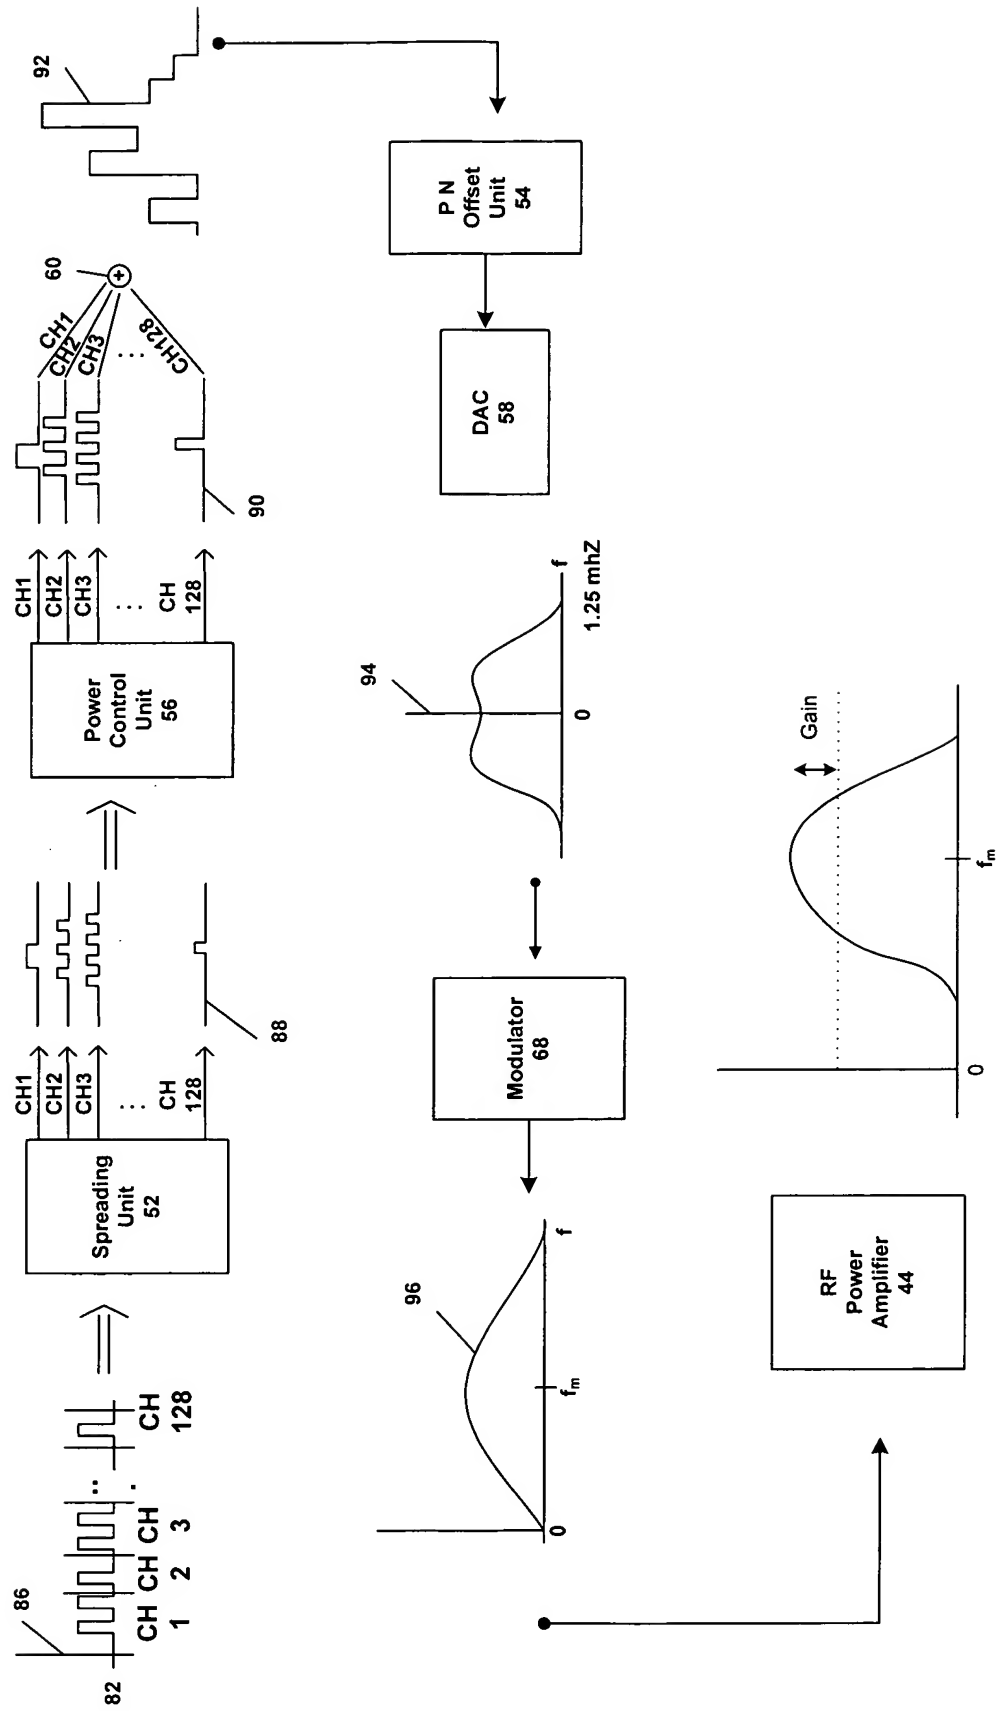 86
82
CH CH CH CH
1 2 3 128
Spreading
Unit
52
CH1
CH2
CH3
...
CH
128
88
Power
Control
Unit
56
CH1
CH2
CH3
...
CH
128
90
CH1
CH2
CH3
...
CH128
60
92
96
0
fm
f
Modulator
68
94
0
f
1.25 mhZ
DAC
58
P N
Offset
Unit
54
RF
Power
Amplifier
44
0
fm
Gain